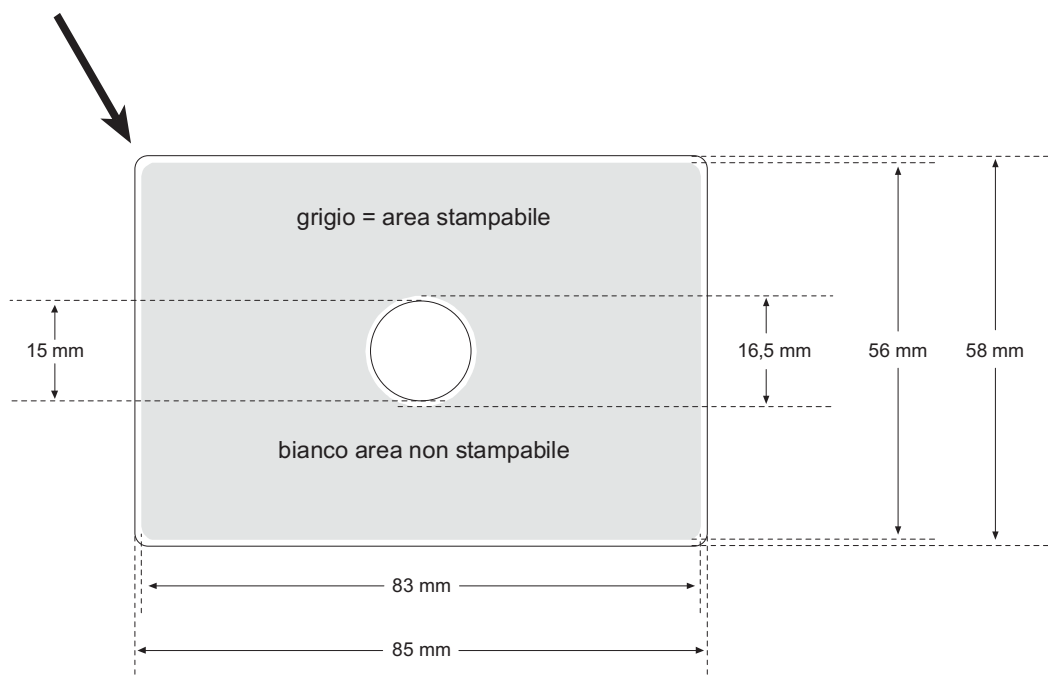 grigio = area stampabile
15 mm
16,5 mm
56 mm
58 mm
bianco area non stampabile
83 mm
85 mm